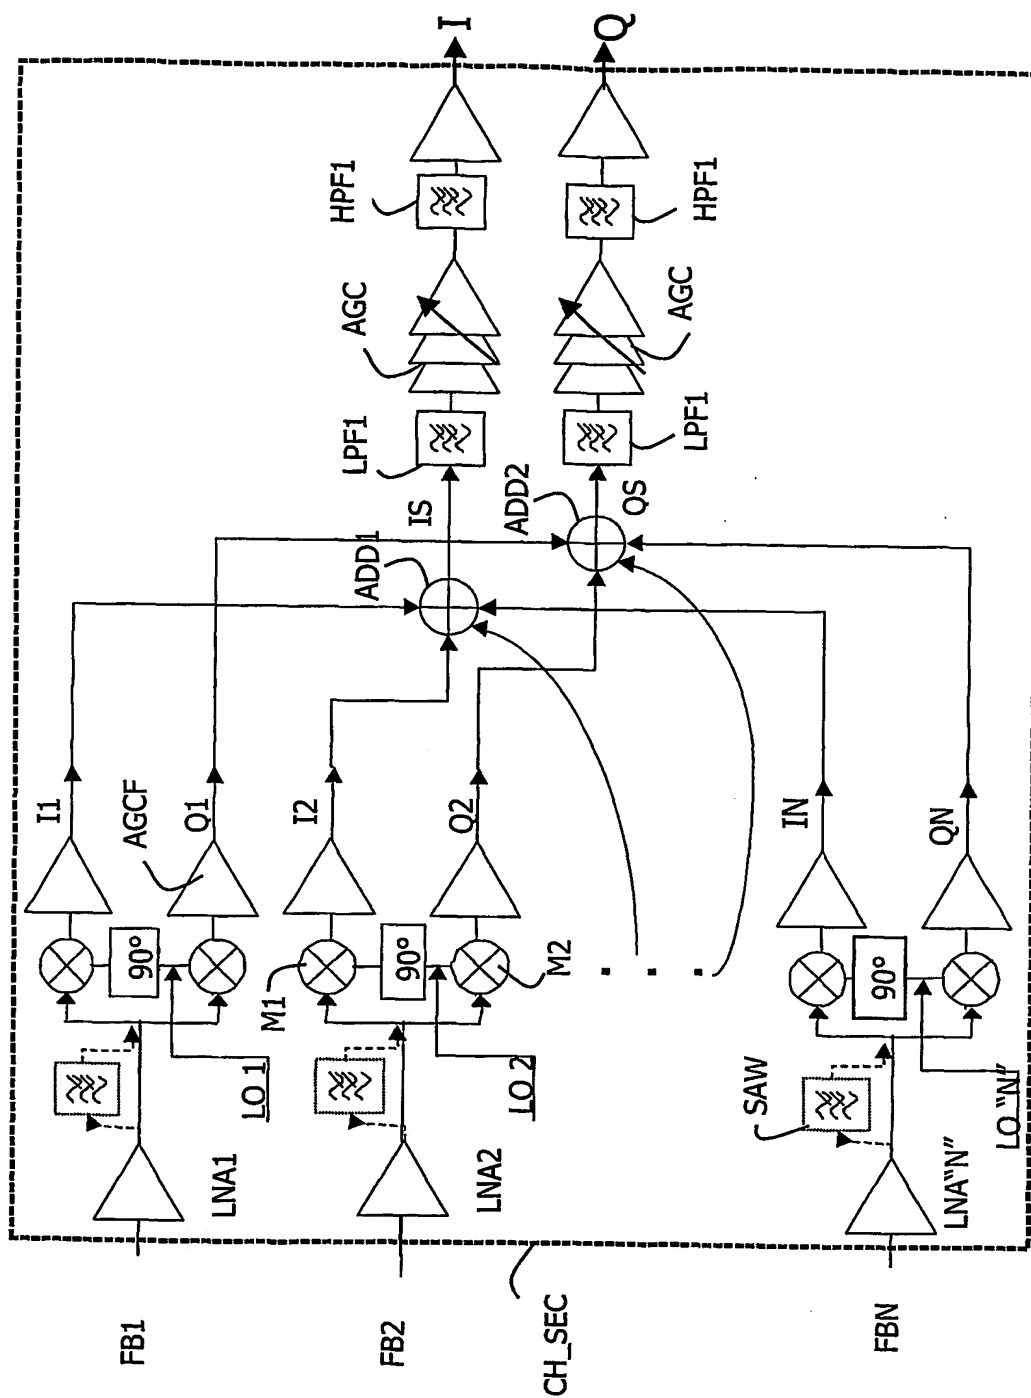 I
Q
HPF1
HPF1
AGC
AGC
LPF1
LPF1
IS
QS
ADD1
ADD2
I1
Q1
I2
Q2
IN
QN
AGCF
90°
90°
90°
M1
M2
LO 1
LO 2
LO "N"
SAW
LNA1
LNA2
LNA"N"
FB1
FB2
FBN
CH_SEC